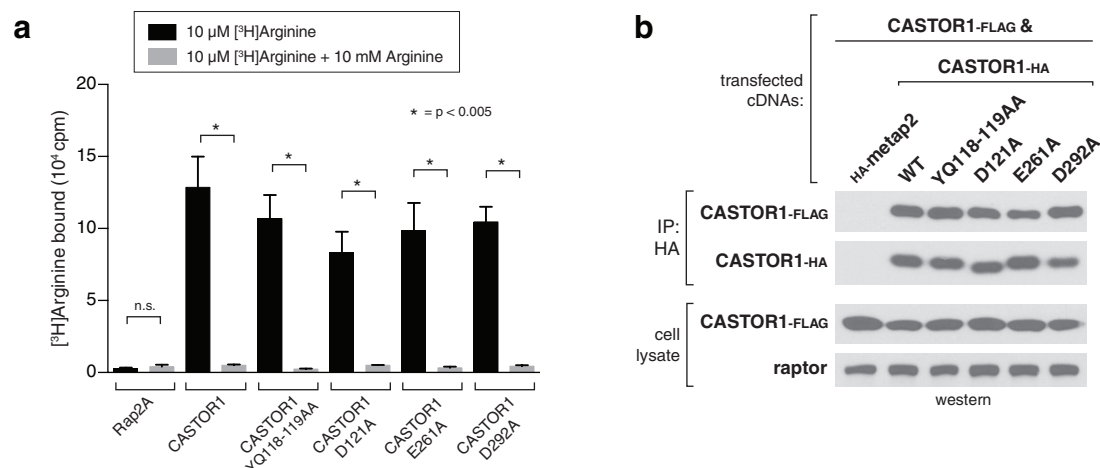 a
10 µM [³H]Arginine
10 µM [³H]Arginine + 10 mM Arginine
[³H]Arginine bound (10⁴ cpm)
20
15
10
5
0
* = p < 0.005
n.s.
*
*
*
*
*
Rap2A
CASTOR1
CASTOR1 YQ118-119AA
CASTOR1 D121A
CASTOR1 E261A
CASTOR1 D292A
b
transfected
cDNAs:
CASTOR1-FLAG &
CASTOR1-HA
HA-metap2
WT
YQ118-119AA
D121A
E261A
D292A
IP:
HA
CASTOR1-FLAG
CASTOR1-HA
cell
lysate
CASTOR1-FLAG
raptor
western